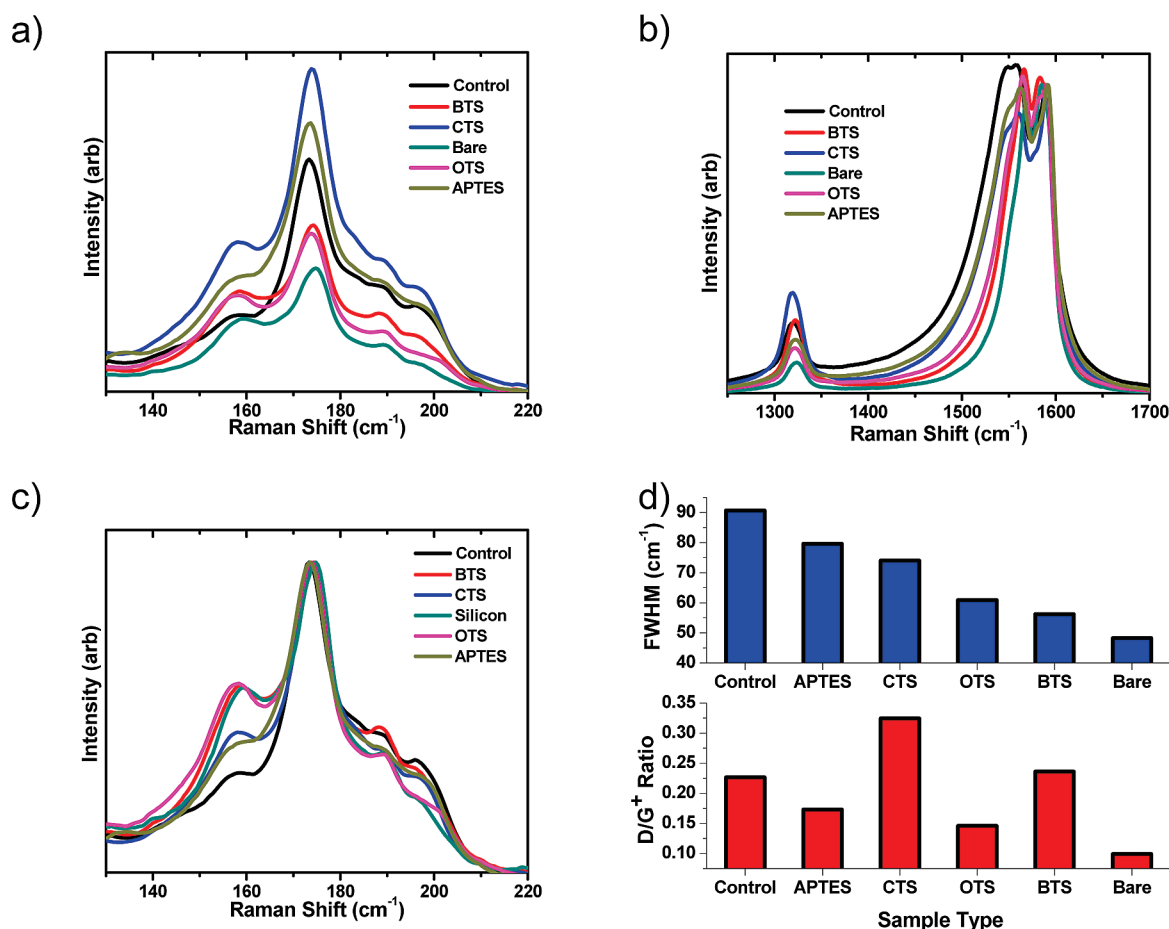 a)
Intensity (arb)
Control
BTS
CTS
Bare
OTS
APTES
140 160 180 200 220
Raman Shift (cm⁻¹)
b)
Intensity (arb)
Control
BTS
CTS
Bare
OTS
APTES
1300 1400 1500 1600 1700
Raman Shift (cm⁻¹)
c)
Intensity (arb)
Control
BTS
CTS
Silicon
OTS
APTES
140 160 180 200 220
Raman Shift (cm⁻¹)
d)
FWHM (cm⁻¹)
90
80
70
60
50
40
Control APTES CTS OTS BTS Bare
D/G⁺ Ratio
0.35
0.30
0.25
0.20
0.15
0.10
Control APTES CTS OTS BTS Bare
Sample Type